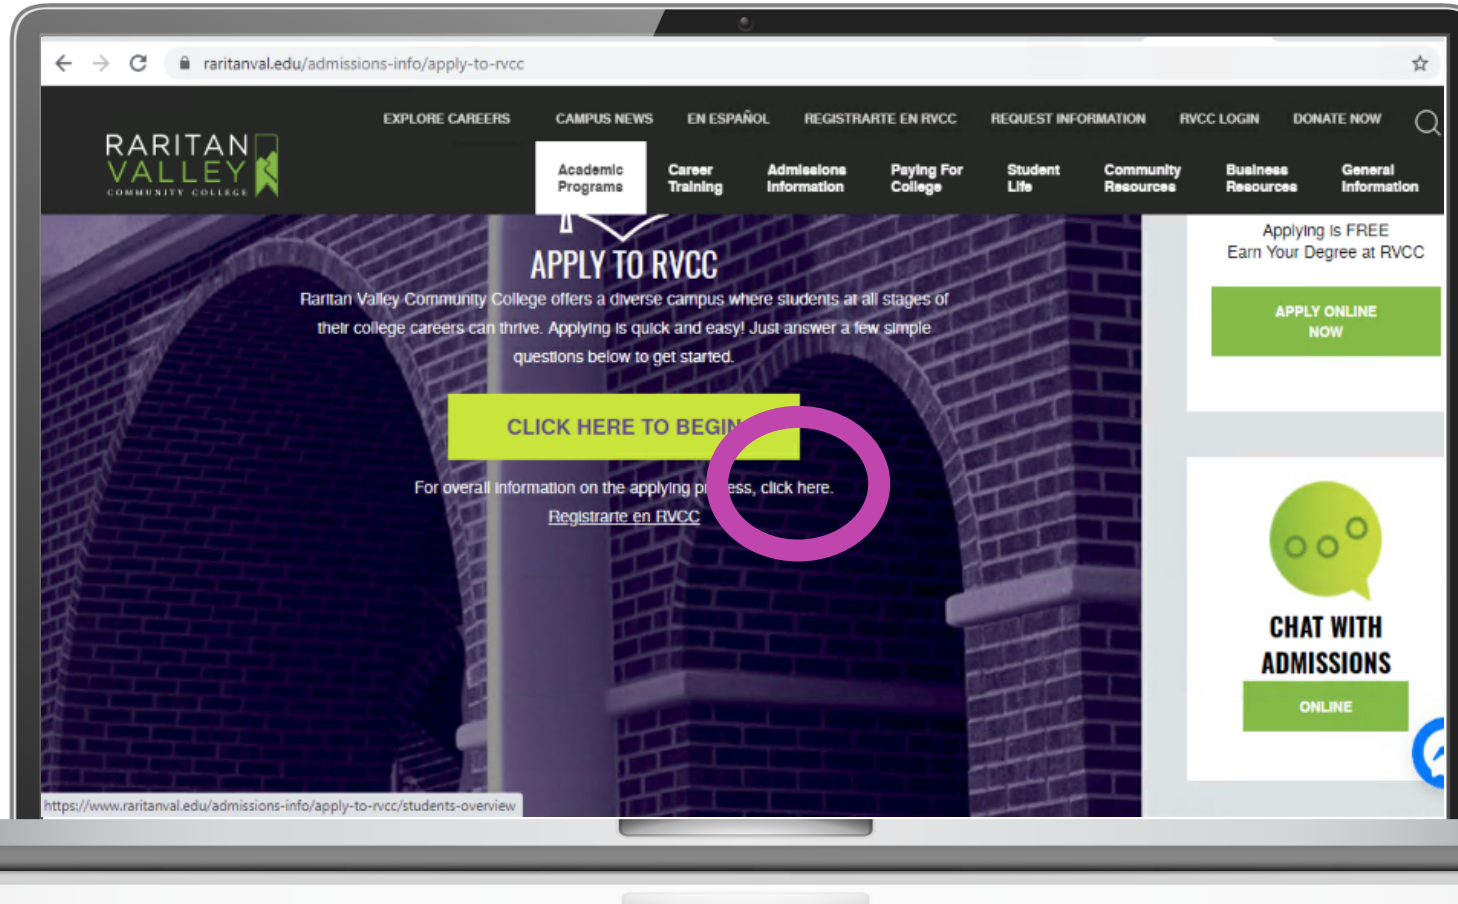 raritanval.edu/admissions-info/apply-to-rvcc
EXPLORE CAREERS CAMPUS NEWS EN ESPAÑOL REGISTRARTE EN RVCC REQUEST INFORMATION RVCC LOGIN DONATE NOW
RARITAN
VALLEY
COMMUNITY COLLEGE
Academic Programs
Career Training
Admissions Information
Paying For College
Student Life
Community Resources
Business Resources
General Information
APPLY TO RVCC
Raritan Valley Community College offers a diverse campus where students at all stages of
their college careers can thrive. Applying is quick and easy! Just answer a few simple
questions below to get started.
CLICK HERE TO BEGIN
For overall information on the applying process, click here.
Registrarte en RVCC
Applying is FREE
Earn Your Degree at RVCC
APPLY ONLINE
NOW
CHAT WITH
ADMISSIONS
ONLINE
https://www.raritanval.edu/admissions-info/apply-to-rvcc/students-overview